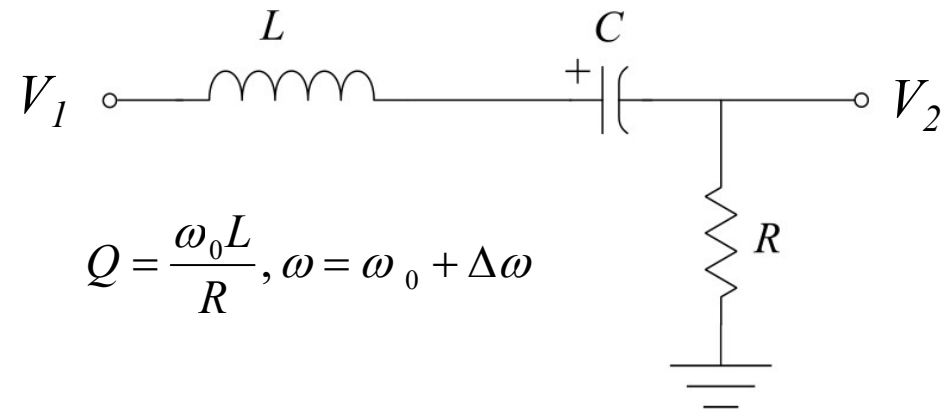 L
C
+
V₁
V₂
R
Q = ω₀L / R , ω = ω₀ + Δω